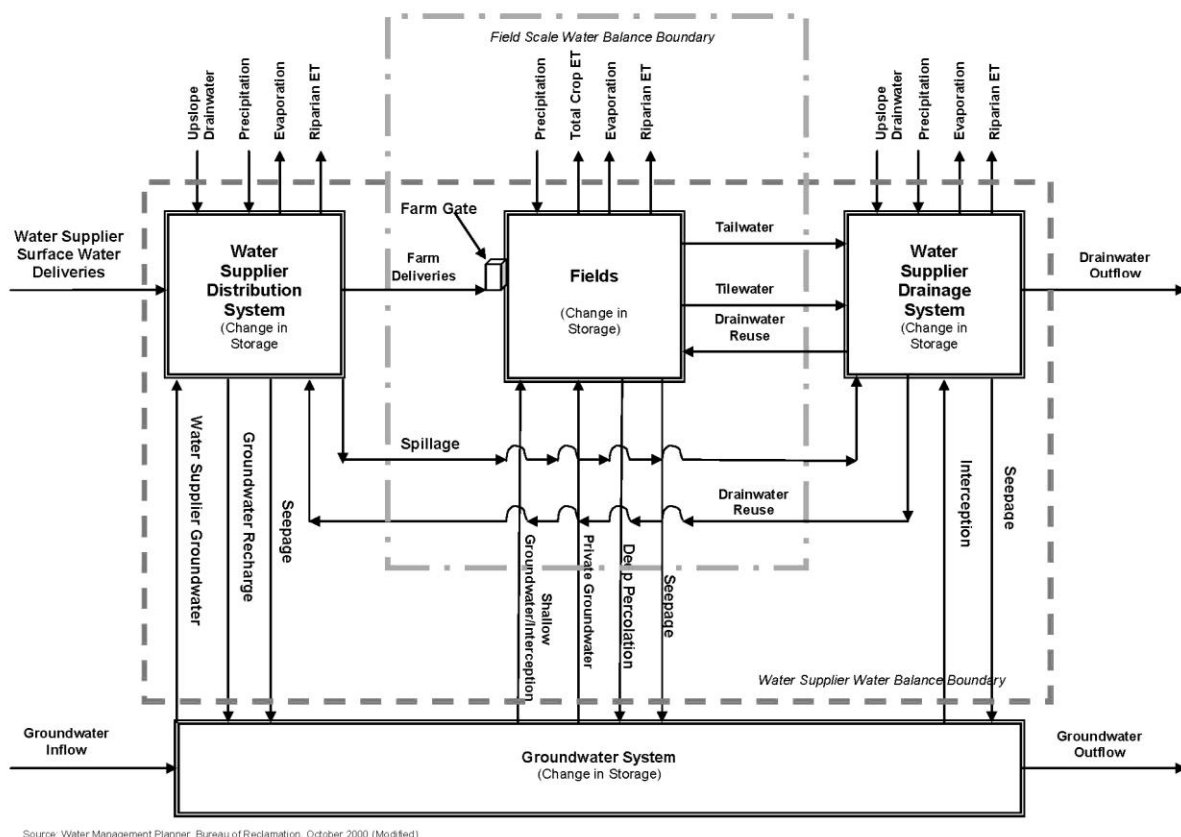 Field Scale Water Balance Boundary
Upslope
Drainwater
Precipitation
Evaporation
Riparian ET
Precipitation
Total Crop ET
Evaporation
Riparian ET
Upslope
Drainwater
Precipitation
Evaporation
Riparian ET
Water Supplier
Surface Water
Deliveries
Water
Supplier
Distribution
System
(Change in
Storage
Farm Gate
Farm
Deliveries
Fields
(Change in
Storage)
Tailwater
Tilewater
Drainwater
Reuse
Water
Supplier
Drainage
System
(Change in
Storage
Drainwater
Outflow
Spillage
Drainwater
Reuse
Water Supplier Groundwater
Groundwater Recharge
Seepage
Shallow
Groundwater/Interception
Private Groundwater
Deep Percolation
Seepage
Interception
Seepage
Water Supplier Water Balance Boundary
Groundwater
Inflow
Groundwater System
(Change in Storage)
Groundwater
Outflow
Source: Water Management Planner, Bureau of Reclamation, October 2000 (Modified)